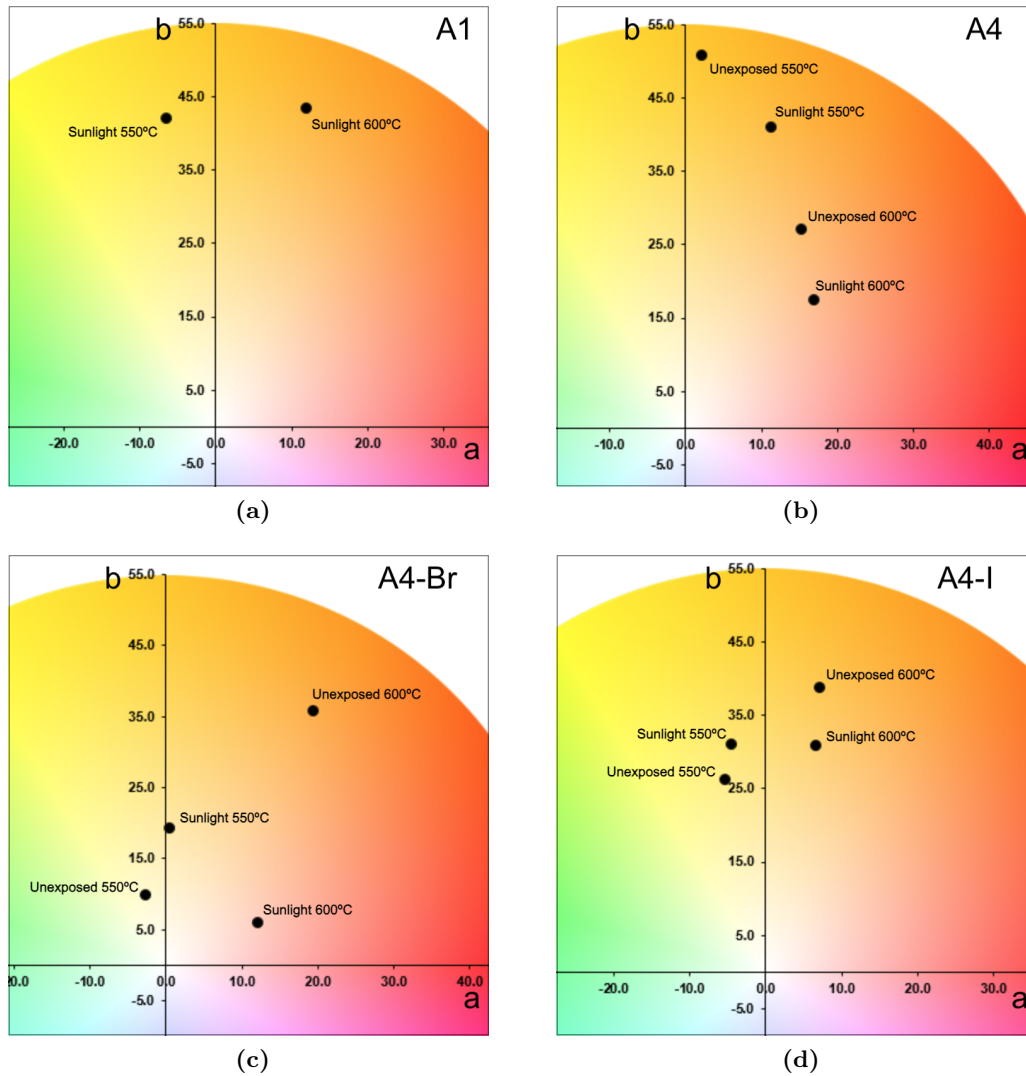 b
A1
55.0
45.0
Sunlight 550ºC
Sunlight 600ºC
35.0
25.0
15.0
5.0
-20.0 -10.0 0.0 10.0 20.0 30.0 a
-5.0
(a)
b
A4
55.0
Unexposed 550ºC
45.0
Sunlight 550ºC
35.0
Unexposed 600ºC
25.0
Sunlight 600ºC
15.0
5.0
-10.0 0.0 10.0 20.0 30.0 40.0 a
-5.0
(b)
b
A4-Br
55.0
45.0
Unexposed 600ºC
35.0
25.0
Sunlight 550ºC
15.0
Unexposed 550ºC
Sunlight 600ºC
5.0
20.0 -10.0 0.0 10.0 20.0 30.0 40.0
a
-5.0
(c)
b
A4-I
55.0
45.0
Unexposed 600ºC
35.0
Sunlight 550ºC
Sunlight 600ºC
Unexposed 550ºC
25.0
15.0
5.0
-20.0 -10.0 0.0 10.0 20.0 30.0
a
-5.0
(d)